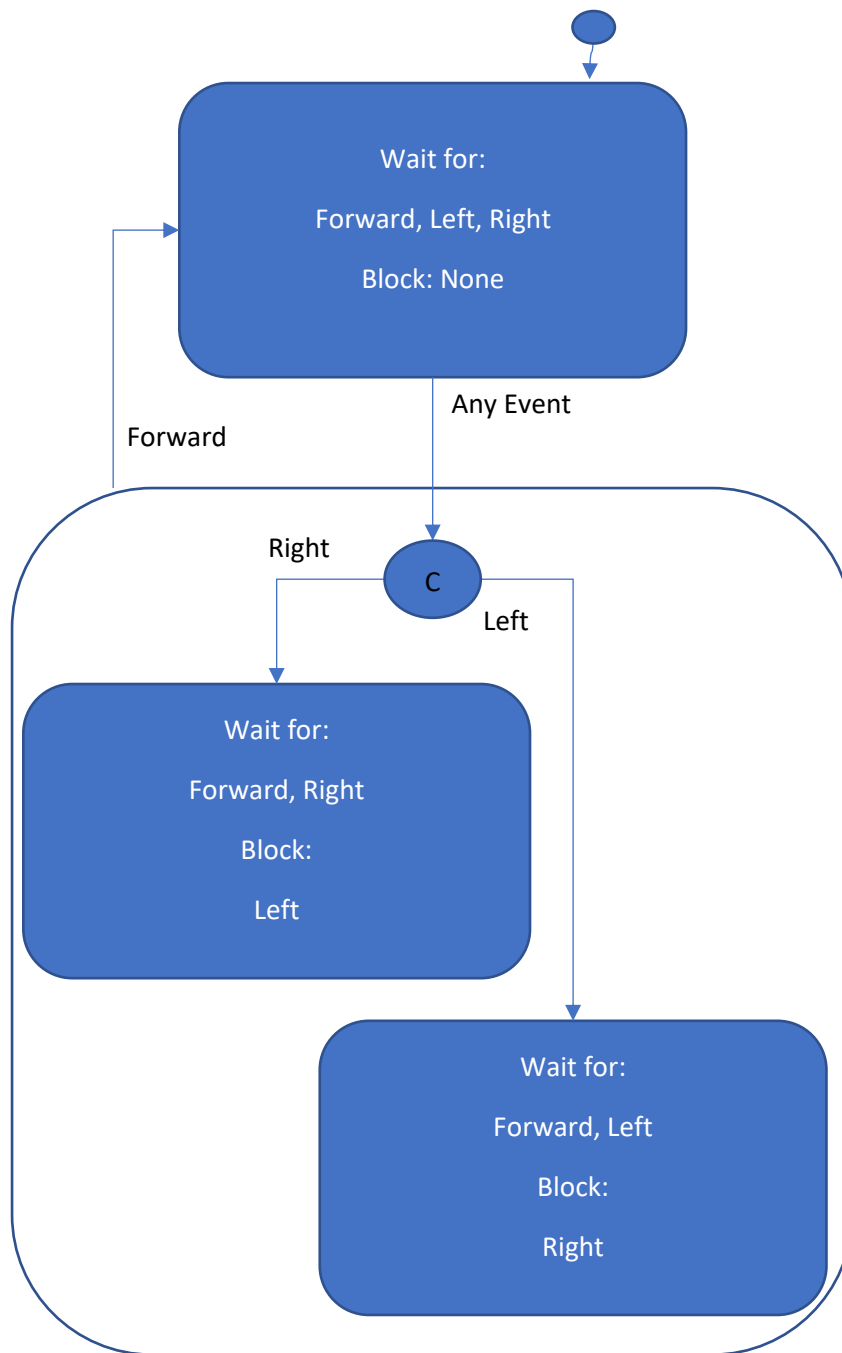 Wait for:
Forward, Left, Right
Block: None
Any Event
Forward
Right
C
Left
Wait for:
Forward, Right
Block:
Left
Wait for:
Forward, Left
Block:
Right